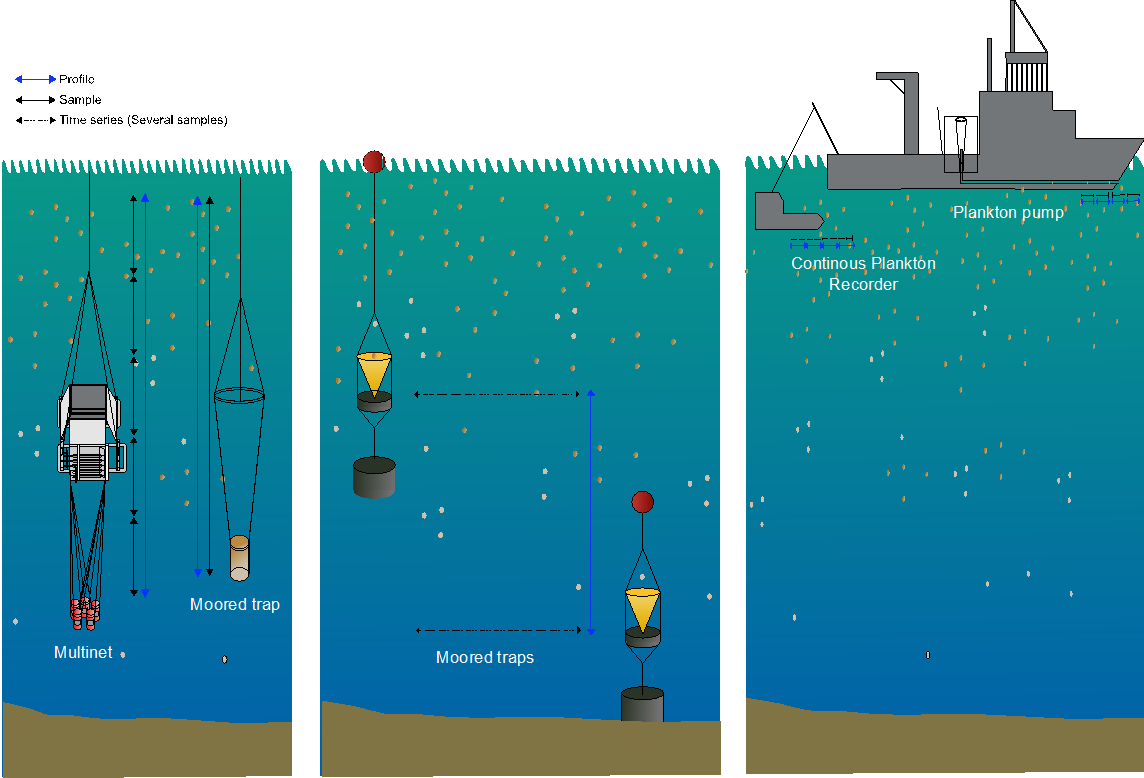 Profile
Sample
Time series (Several samples)
Multinet
Moored trap
Moored traps
Plankton pump
Continous Plankton
Recorder